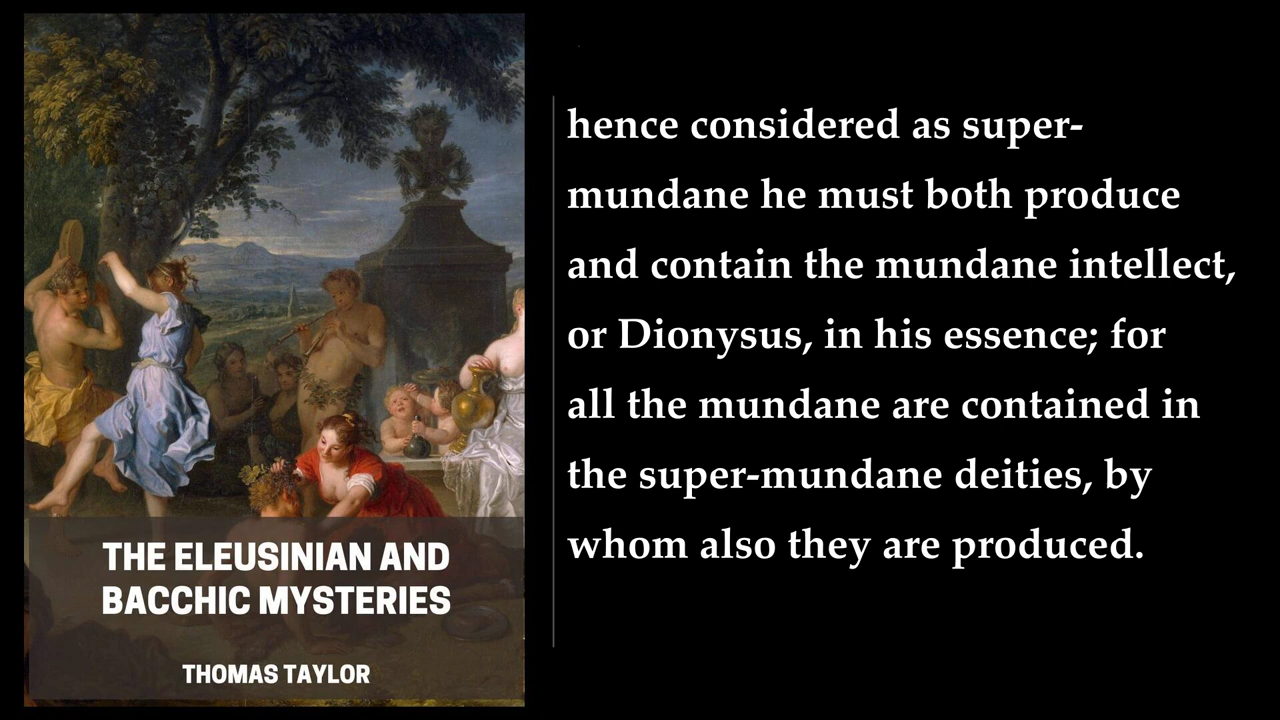 THE ELEUSINIAN AND
BACCHIC MYSTERIES
THOMAS TAYLOR
hence considered as super-
mundane he must both produce
and contain the mundane intellect,
or Dionysus, in his essence; for
all the mundane are contained in
the super-mundane deities, by
whom also they are produced.